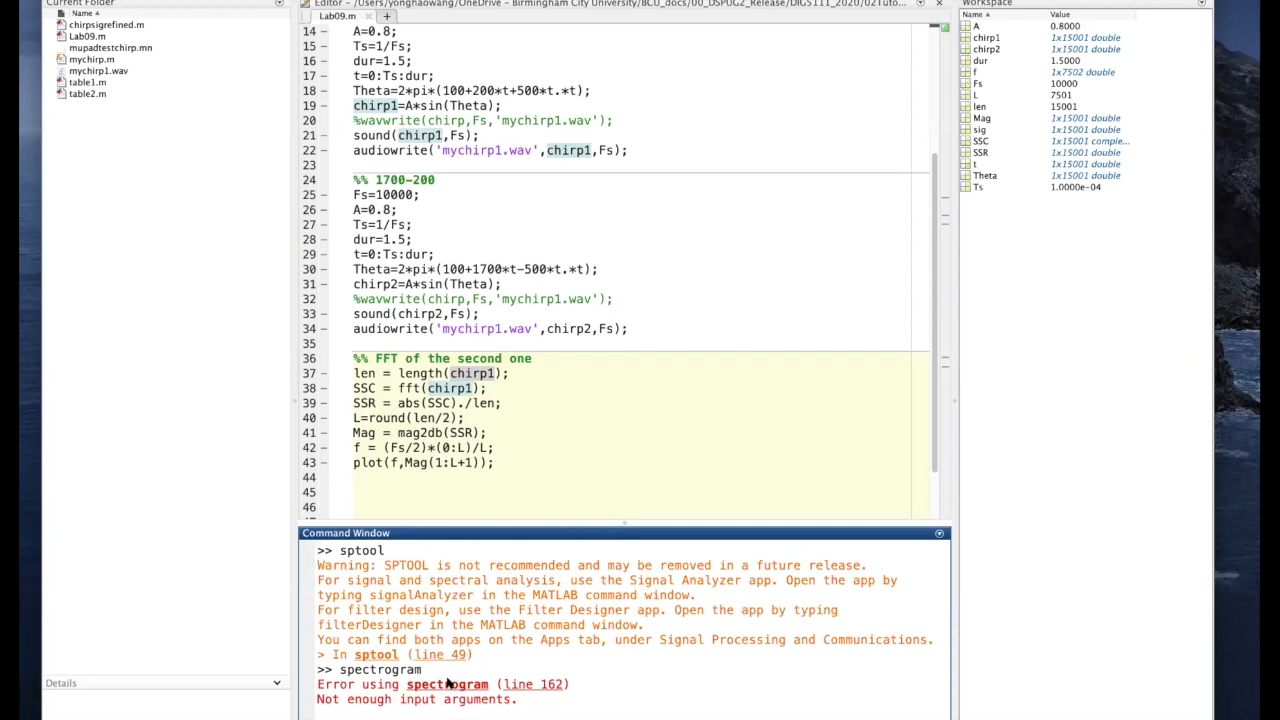 Current Folder
Name
chirpsigrefined.m
Lab09.m
mupadtestchirp.mn
mychirp.m
mychirp1.wav
table1.m
table2.m
Details
Editor – /Users/yonghaowang/OneDrive – Birmingham City University/BCU_docs/00_DSPUG2_Release/DIG5111_2020/02Tuto...
Lab09.m
14 – A=0.8;
15 – Ts=1/Fs;
16 – dur=1.5;
17 – t=0:Ts:dur;
18 – Theta=2*pi*(100+200*t+500*t.*t);
19 – chirp1=A*sin(Theta);
20 %wavwrite(chirp,Fs,'mychirp1.wav');
21 – sound(chirp1,Fs);
22 – audiowrite('mychirp1.wav',chirp1,Fs);
23
24 %% 1700-200
25 – Fs=10000;
26 – A=0.8;
27 – Ts=1/Fs;
28 – dur=1.5;
29 – t=0:Ts:dur;
30 – Theta=2*pi*(100+1700*t-500*t.*t);
31 – chirp2=A*sin(Theta);
32 %wavwrite(chirp,Fs,'mychirp1.wav');
33 – sound(chirp2,Fs);
34 – audiowrite('mychirp1.wav',chirp2,Fs);
35
36 %% FFT of the second one
37 – len = length(chirp1);
38 – SSC = fft(chirp1);
39 – SSR = abs(SSC)./len;
40 – L=round(len/2);
41 – Mag = mag2db(SSR);
42 – f = (Fs/2)*(0:L)/L;
43 – plot(f,Mag(1:L+1));
44
45
46
Command Window
>> sptool
Warning: SPTOOL is not recommended and may be removed in a future release.
For signal and spectral analysis, use the Signal Analyzer app. Open the app by
typing signalAnalyzer in the MATLAB command window.
For filter design, use the Filter Designer app. Open the app by typing
filterDesigner in the MATLAB command window.
You can find both apps on the Apps tab, under Signal Processing and Communications.
> In sptool (line 49)
>> spectrogram
Error using spectrogram (line 162)
Not enough input arguments.
Workspace
Name Value
A 0.8000
chirp1 1x15001 double
chirp2 1x15001 double
dur 1.5000
f 1x7502 double
Fs 10000
L 7501
len 15001
Mag 1x15001 double
sig 1x15001 double
SSC 1x15001 comple...
SSR 1x15001 double
t 1x15001 double
Theta 1x15001 double
Ts 1.0000e-04